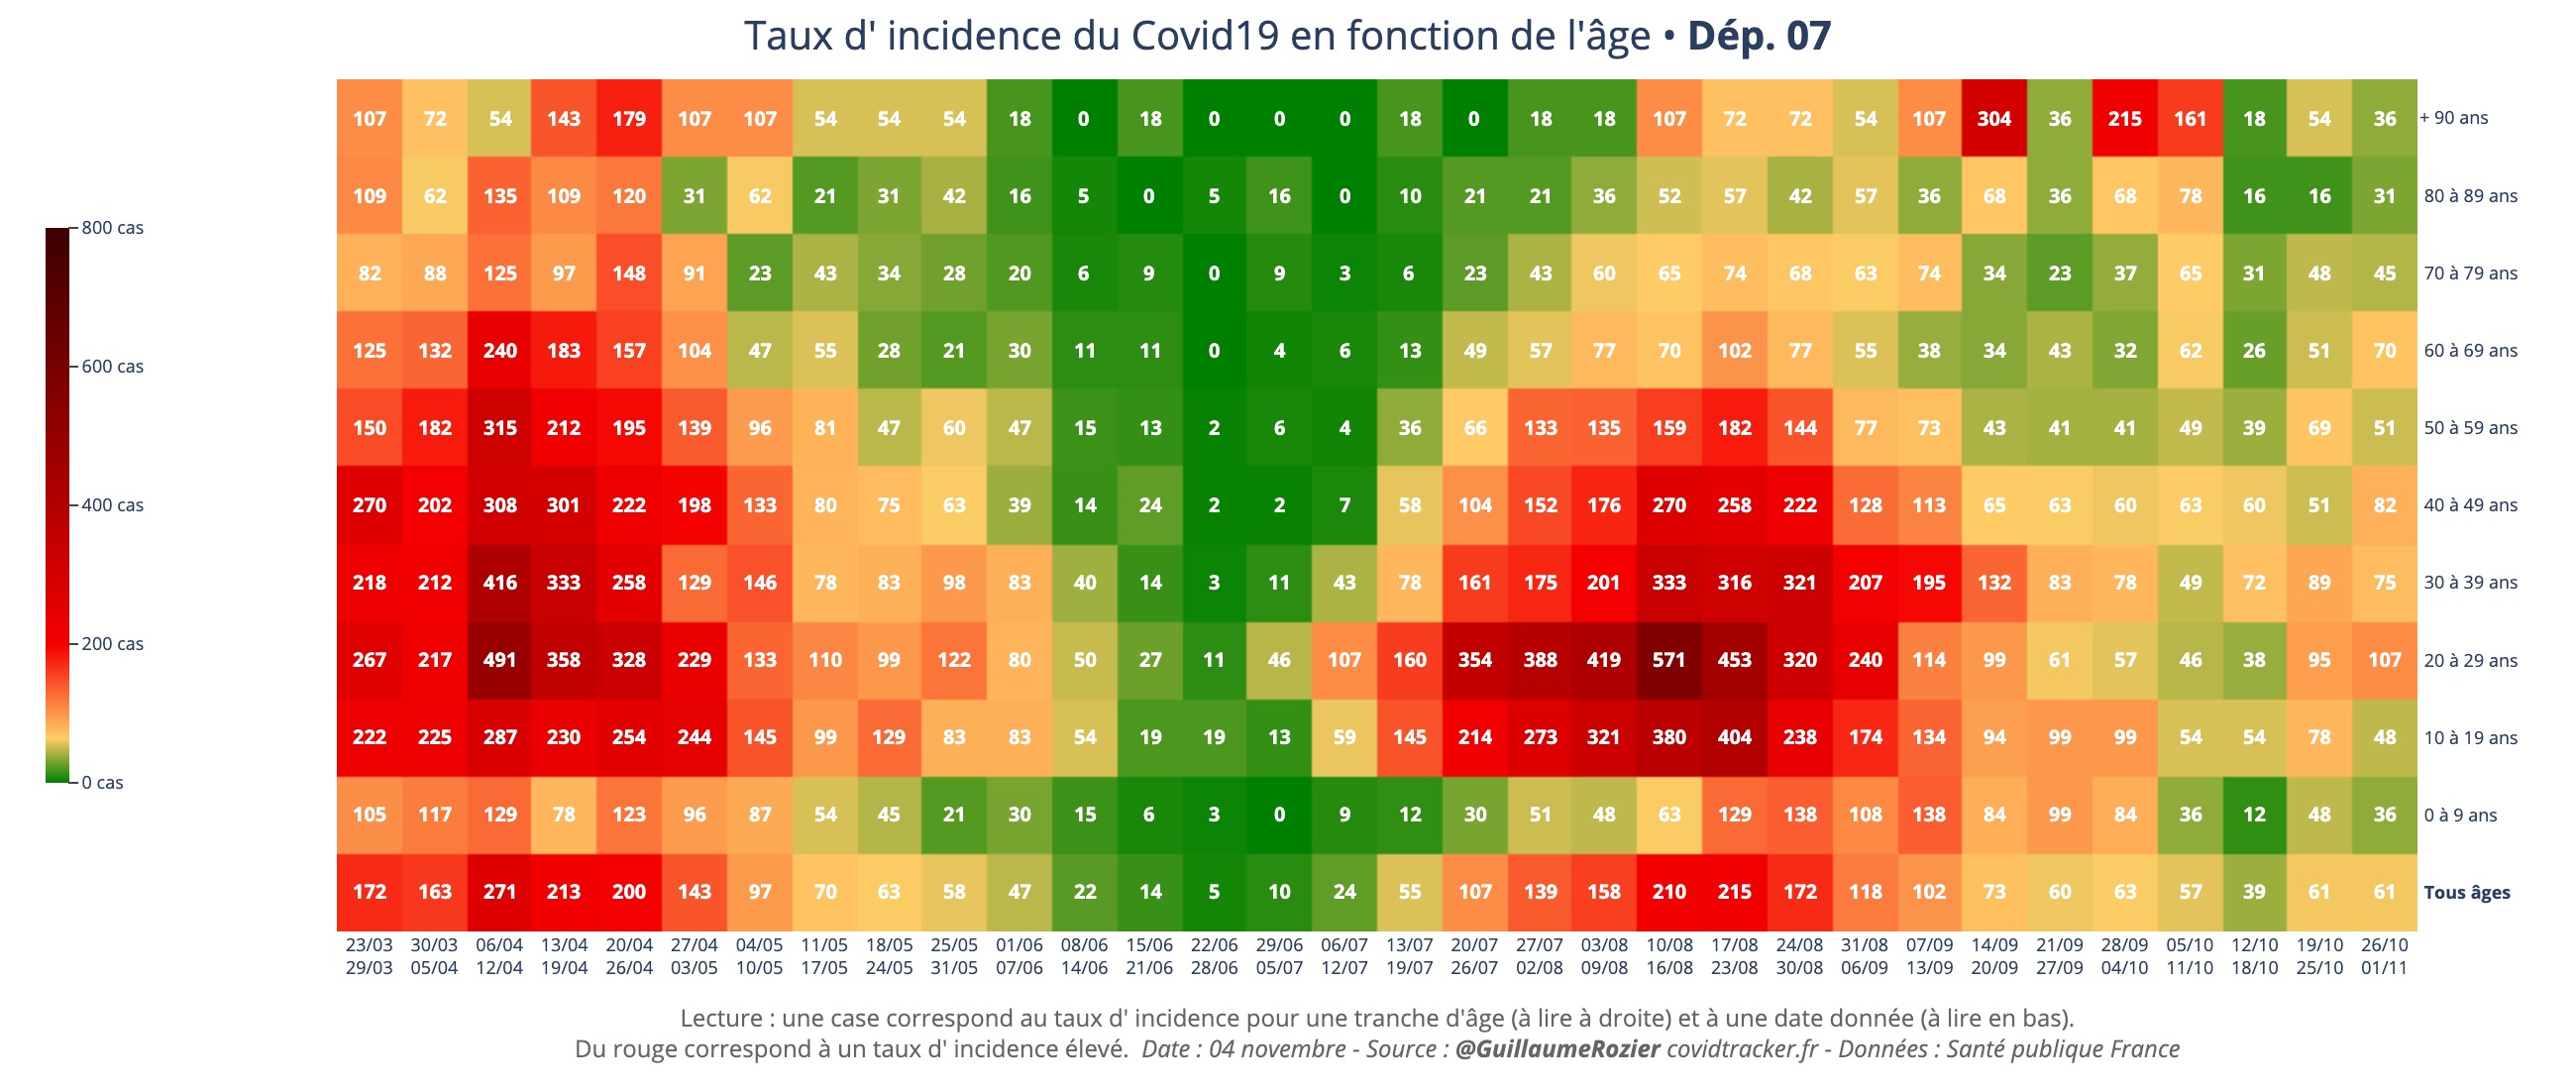 Taux d' incidence du Covid19 en fonction de l'âge • Dép. 07
800 cas
600 cas
400 cas
200 cas
0 cas
107 72 54 143 179 107 107 54 54 54 18 0 18 0 0 0 18 0 18 18 107 72 72 54 107 304 36 215 161 18 54 36 + 90 ans
109 62 135 109 120 31 62 21 31 42 16 5 0 5 16 0 10 21 21 36 52 57 42 57 36 68 36 68 78 16 16 31 80 à 89 ans
82 88 125 97 148 91 23 43 34 28 20 6 9 0 9 3 6 23 43 60 65 74 68 63 74 34 23 37 65 31 48 45 70 à 79 ans
125 132 240 183 157 104 47 55 28 21 30 11 11 0 4 6 13 49 57 77 70 102 77 55 38 34 43 32 62 26 51 70 60 à 69 ans
150 182 315 212 195 139 96 81 47 60 47 15 13 2 6 4 36 66 133 135 159 182 144 77 73 43 41 41 49 39 69 51 50 à 59 ans
270 202 308 301 222 198 133 80 75 63 39 14 24 2 2 7 58 104 152 176 270 258 222 128 113 65 63 60 63 60 51 82 40 à 49 ans
218 212 416 333 258 129 146 78 83 98 83 40 14 3 11 43 78 161 175 201 333 316 321 207 195 132 83 78 49 72 89 75 30 à 39 ans
267 217 491 358 328 229 133 110 99 122 80 50 27 11 46 107 160 354 388 419 571 453 320 240 114 99 61 57 46 38 95 107 20 à 29 ans
222 225 287 230 254 244 145 99 129 83 83 54 19 19 13 59 145 214 273 321 380 404 238 174 134 94 99 99 54 54 78 48 10 à 19 ans
105 117 129 78 123 96 87 54 45 21 30 15 6 3 0 9 12 30 51 48 63 129 138 108 138 84 99 84 36 12 48 36 0 à 9 ans
172 163 271 213 200 143 97 70 63 58 47 22 14 5 10 24 55 107 139 158 210 215 172 118 102 73 60 63 57 39 61 61 Tous âges
23/03 30/03 06/04 13/04 20/04 27/04 04/05 11/05 18/05 25/05 01/06 08/06 15/06 22/06 29/06 06/07 13/07 20/07 27/07 03/08 10/08 17/08 24/08 31/08 07/09 14/09 21/09 28/09 05/10 12/10 19/10 26/10
29/03 05/04 12/04 19/04 26/04 03/05 10/05 17/05 24/05 31/05 07/06 14/06 21/06 28/06 05/07 12/07 19/07 26/07 02/08 09/08 16/08 23/08 30/08 06/09 13/09 20/09 27/09 04/10 11/10 18/10 25/10 01/11
Lecture : une case correspond au taux d' incidence pour une tranche d'âge (à lire à droite) et à une date donnée (à lire en bas).
Du rouge correspond à un taux d' incidence élevé. Date : 04 novembre - Source : @GuillaumeRozier covidtracker.fr - Données : Santé publique France